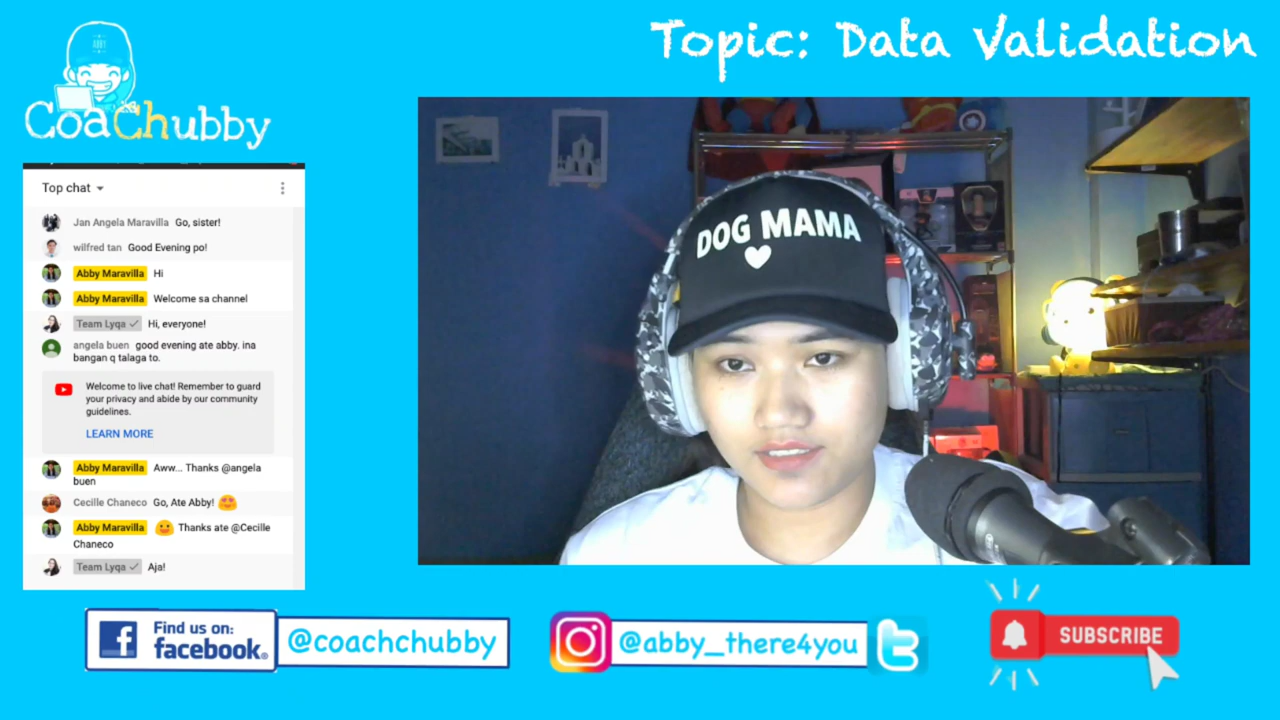 Topic: Data Validation
ABBY
CoaChubby
Top chat
Jan Angela Maravilla Go, sister!
wilfred tan Good Evening po!
Abby Maravilla Hi
Abby Maravilla Welcome sa channel
Team Lyqa Hi, everyone!
angela buen good evening ate abby. ina
bangan q talaga to.
Welcome to live chat! Remember to guard
your privacy and abide by our community
guidelines.
LEARN MORE
Abby Maravilla Aww... Thanks @angela
buen
Cecille Chaneco Go, Ate Abby!
Abby Maravilla Thanks ate @Cecille
Chaneco
Team Lyqa Aja!
DOG MAMA
Find us on:
facebook®
@coachchubby
@abby_there4you
SUBSCRIBE